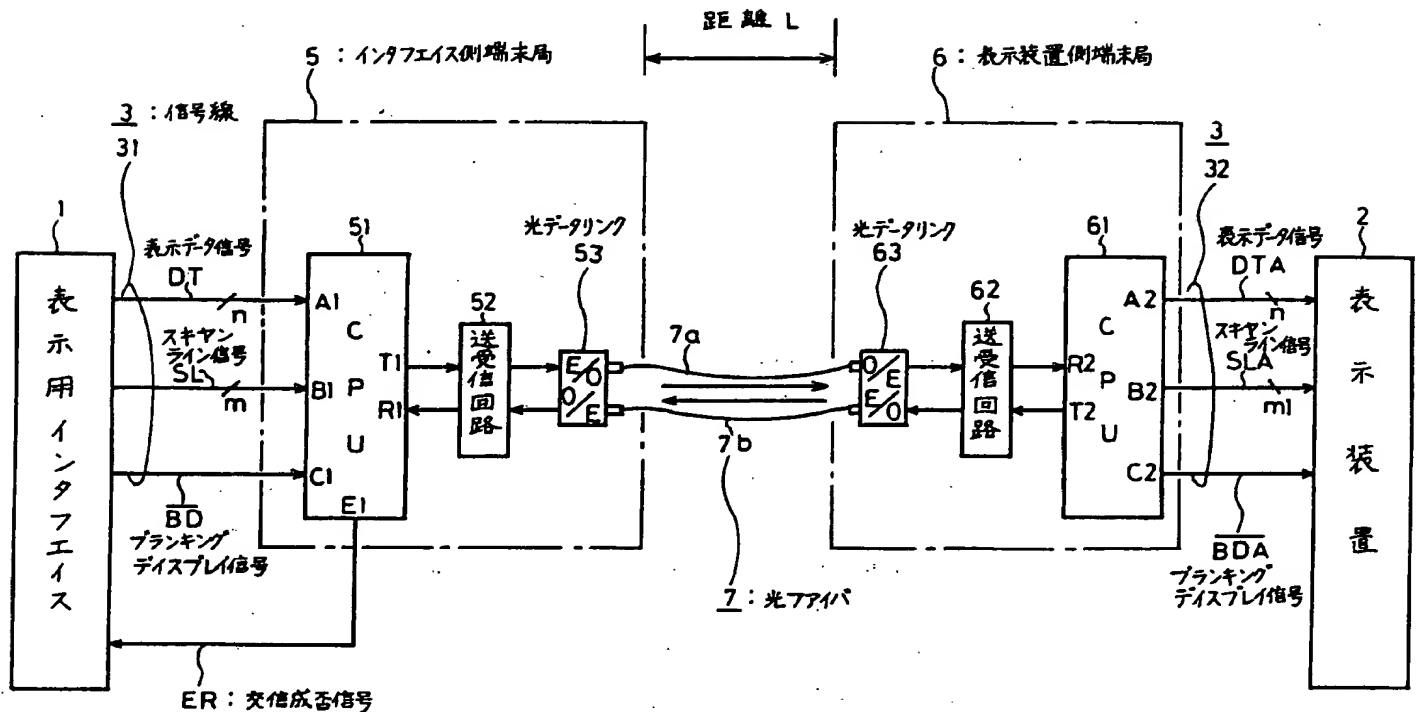 距離 L
5 : インタフェイス側端末局
6 : 表示装置側端末局
3 : 信号線
31
3
32
1
表示用インタフェイス
表示データ信号
DT
n
スキャン
ライン信号
SL
m
BD
ブランキング
ディスプレイ信号
51
A1
B1
C1
CPU
T1
R1
E1
52
送受信回路
光データリンク
53
E/O
O/E
7a
7b
7 : 光ファイバ
光データリンク
63
O/E
E/O
62
送受信回路
61
R2
T2
CPU
A2
B2
C2
表示データ信号
DTA
n
スキャン
ライン信号
SLA
m1
BDA
ブランキング
ディスプレイ信号
2
表示装置
ER : 交信成否信号